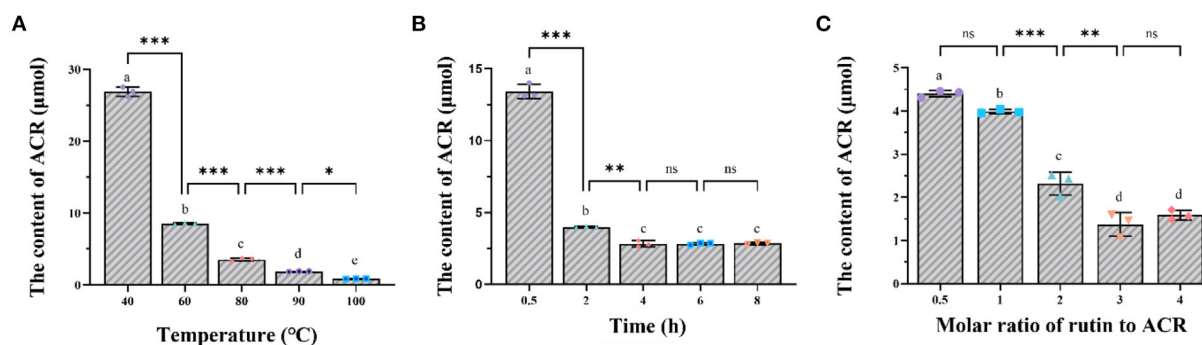 A
The content of ACR (μmol)
30
20
10
0
***
***
***
*
a
b
c
d
e
40 60 80 90 100
Temperature (℃)
B
The content of ACR (μmol)
15
10
5
0
***
**
ns
ns
a
b
c
c
c
0.5 2 4 6 8
Time (h)
C
The content of ACR (μmol)
5
4
3
2
1
0
ns
***
**
ns
a
b
c
d
d
0.5 1 2 3 4
Molar ratio of rutin to ACR